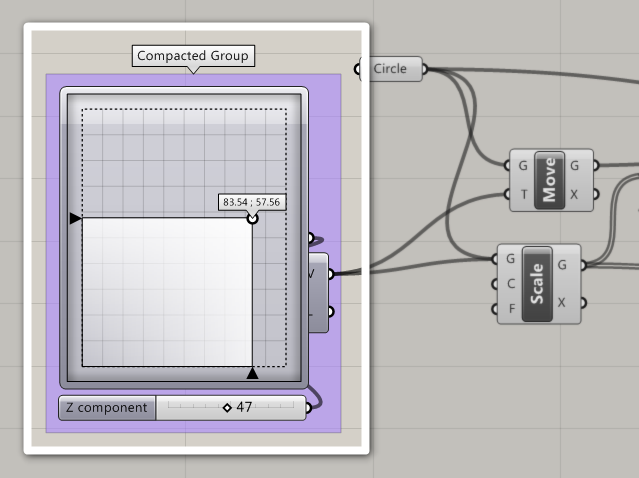 Compacted Group
Circle
83.54 ; 57.56
G
T
Move
G
X
V
G
C
F
Scale
G
X
Z component
47